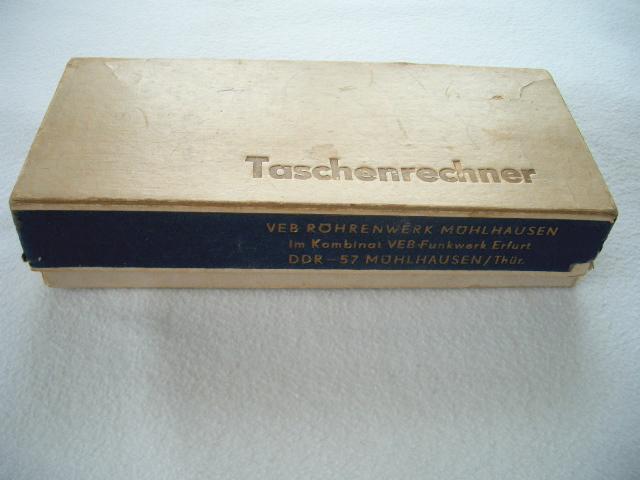 Taschenrechner
VEB RÖHRENWERK MÜHLHAUSEN
im Kombinat VEB Funkwerk Erfurt
DDR-57 MÜHLHAUSEN/Thür.